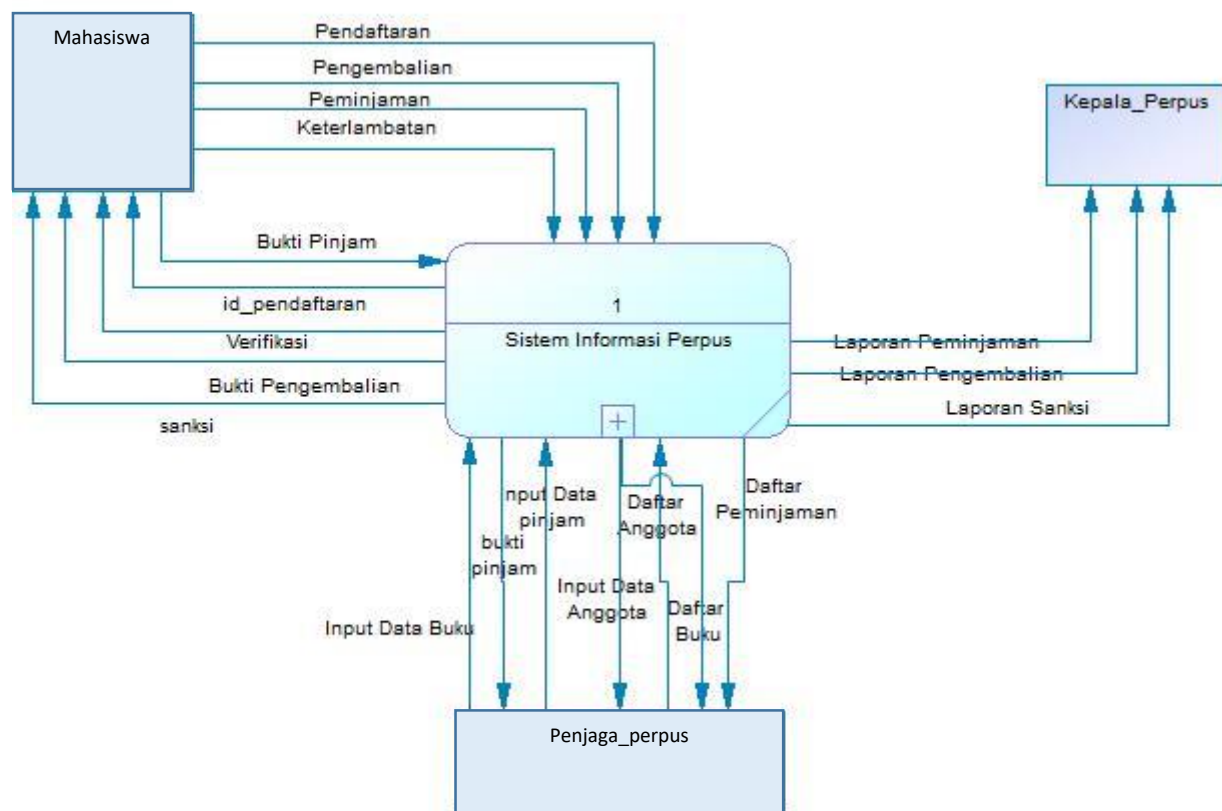 Mahasiswa
Pendaftaran
Pengembalian
Peminjaman
Keterlambatan
Kepala_Perpus
Bukti Pinjam
id_pendaftaran
Verifikasi
Bukti Pengembalian
sanksi
1
Sistem Informasi Perpus
Laporan Peminjaman
Laporan Pengembalian
Laporan Sanksi
nput Data
pinjam
Daftar
Anggota
Daftar
Peminjaman
bukti
pinjam
Input Data
Anggota
Daftar
Buku
Input Data Buku
Penjaga_perpus